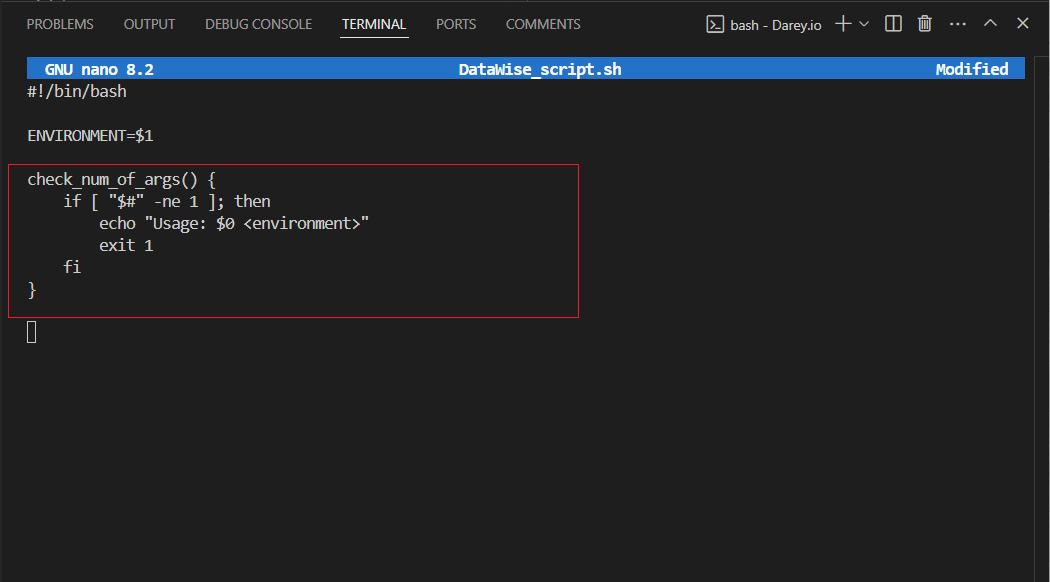 PROBLEMS OUTPUT DEBUG CONSOLE TERMINAL PORTS COMMENTS bash - Darey.io
GNU nano 8.2 DataWise_script.sh Modified
#!/bin/bash
ENVIRONMENT=$1
check_num_of_args() {
    if [ "$#" -ne 1 ]; then
        echo "Usage: $0 <environment>"
        exit 1
    fi
}